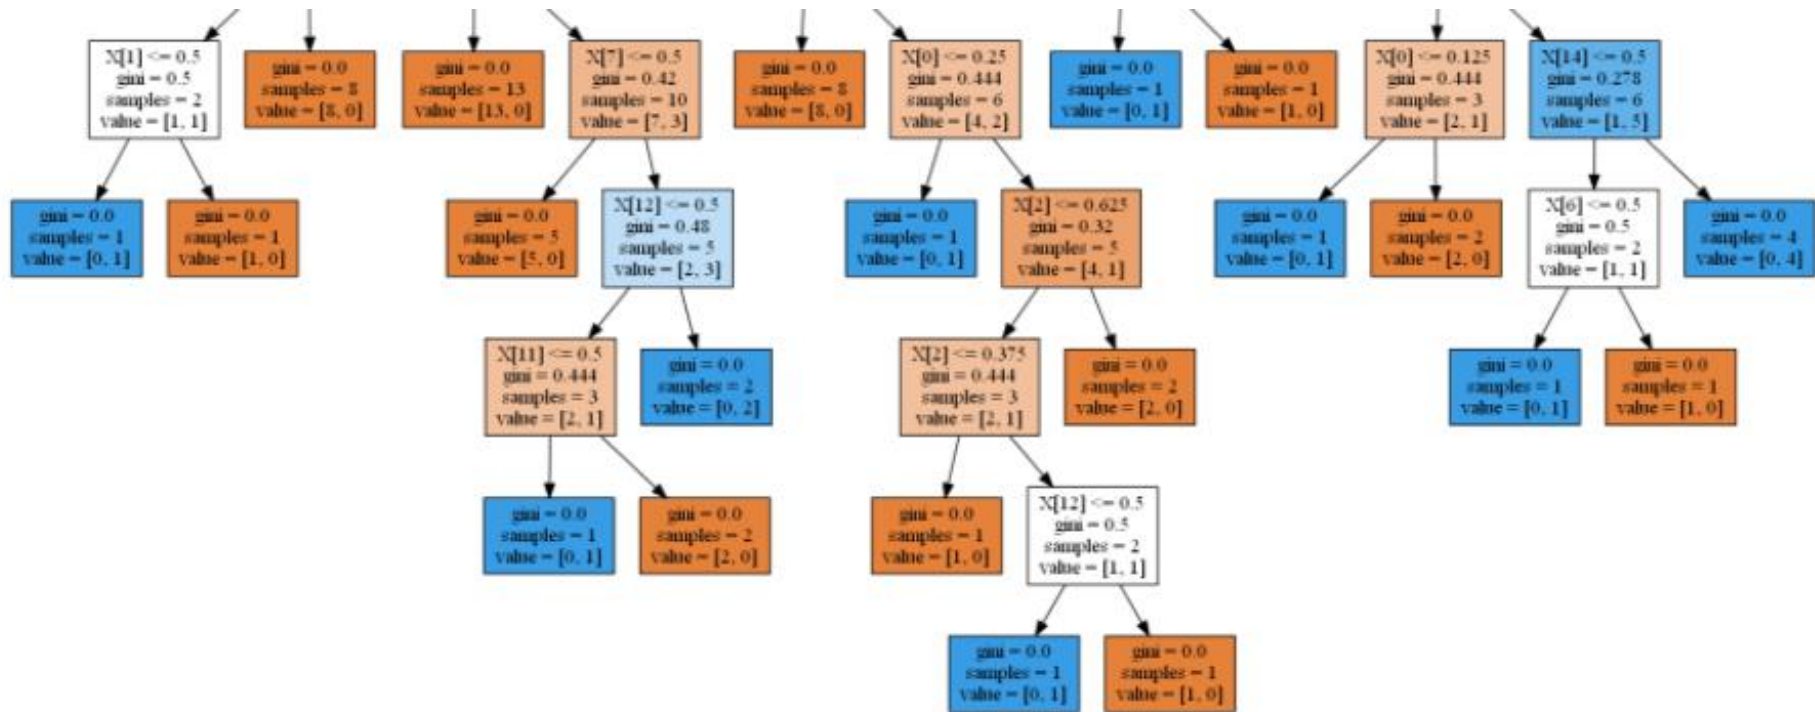 X[1] <= 0.5
gini = 0.5
samples = 2
value = [1, 1]
gini = 0.0
samples = 8
value = [8, 0]
gini = 0.0
samples = 13
value = [13, 0]
X[7] <= 0.5
gini = 0.42
samples = 10
value = [7, 3]
gini = 0.0
samples = 8
value = [8, 0]
X[0] <= 0.25
gini = 0.444
samples = 6
value = [4, 2]
gini = 0.0
samples = 1
value = [0, 1]
gini = 0.0
samples = 1
value = [1, 0]
X[0] <= 0.125
gini = 0.444
samples = 3
value = [2, 1]
X[14] <= 0.5
gini = 0.278
samples = 6
value = [1, 5]
gini = 0.0
samples = 1
value = [0, 1]
gini = 0.0
samples = 1
value = [1, 0]
gini = 0.0
samples = 5
value = [5, 0]
X[12] <= 0.5
gini = 0.48
samples = 5
value = [2, 3]
gini = 0.0
samples = 1
value = [0, 1]
X[2] <= 0.625
gini = 0.32
samples = 5
value = [4, 1]
gini = 0.0
samples = 1
value = [0, 1]
gini = 0.0
samples = 2
value = [2, 0]
X[6] <= 0.5
gini = 0.5
samples = 2
value = [1, 1]
gini = 0.0
samples = 4
value = [0, 4]
X[11] <= 0.5
gini = 0.444
samples = 3
value = [2, 1]
gini = 0.0
samples = 2
value = [0, 2]
X[2] <= 0.375
gini = 0.444
samples = 3
value = [2, 1]
gini = 0.0
samples = 2
value = [2, 0]
gini = 0.0
samples = 1
value = [0, 1]
gini = 0.0
samples = 1
value = [1, 0]
gini = 0.0
samples = 1
value = [0, 1]
gini = 0.0
samples = 2
value = [2, 0]
gini = 0.0
samples = 1
value = [1, 0]
X[12] <= 0.5
gini = 0.5
samples = 2
value = [1, 1]
gini = 0.0
samples = 1
value = [0, 1]
gini = 0.0
samples = 1
value = [1, 0]